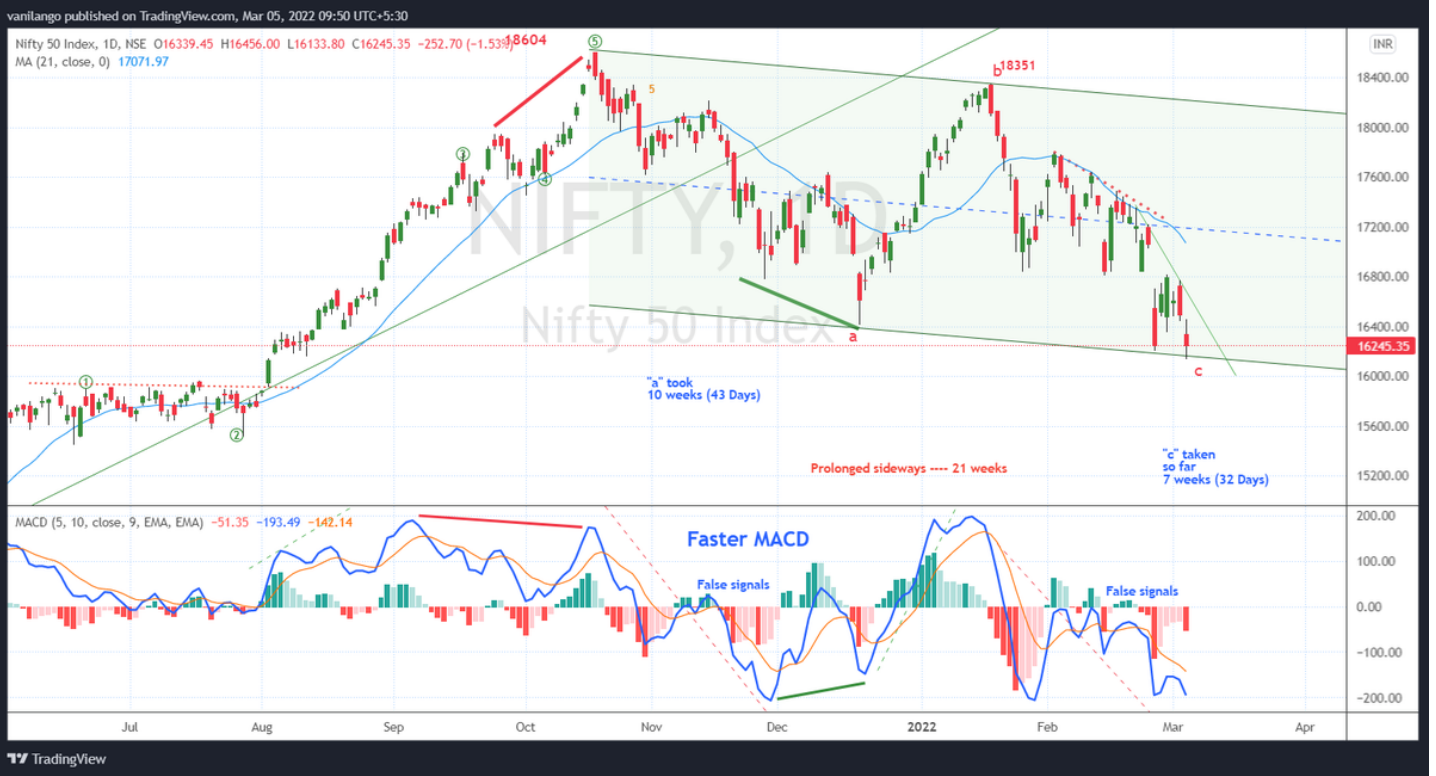 vanilango published on TradingView.com, Mar 05, 2022 09:50 UTC+5:30
Nifty 50 Index, 1D, NSE O16339.45 H16456.00 L16133.80 C16245.35 −252.70 (−1.53%)
MA (21, close, 0) 17071.97
INR
18604
5
5
b
18351
18400.00
18000.00
17600.00
17200.00
16800.00
16400.00
16245.35
16000.00
15600.00
15200.00
3
4
1
2
NIFTY, 1D
Nifty 50 Index
a
c
"a" took
10 weeks (43 Days)
Prolonged sideways ---- 21 weeks
"c" taken
so far
7 weeks (32 Days)
MACD (5, 10, close, 9, EMA, EMA) −51.35 −193.49 −142.14
Faster MACD
False signals
False signals
200.00
100.00
0.00
−100.00
−200.00
Jul Aug Sep Oct Nov Dec 2022 Feb Mar Apr
TradingView